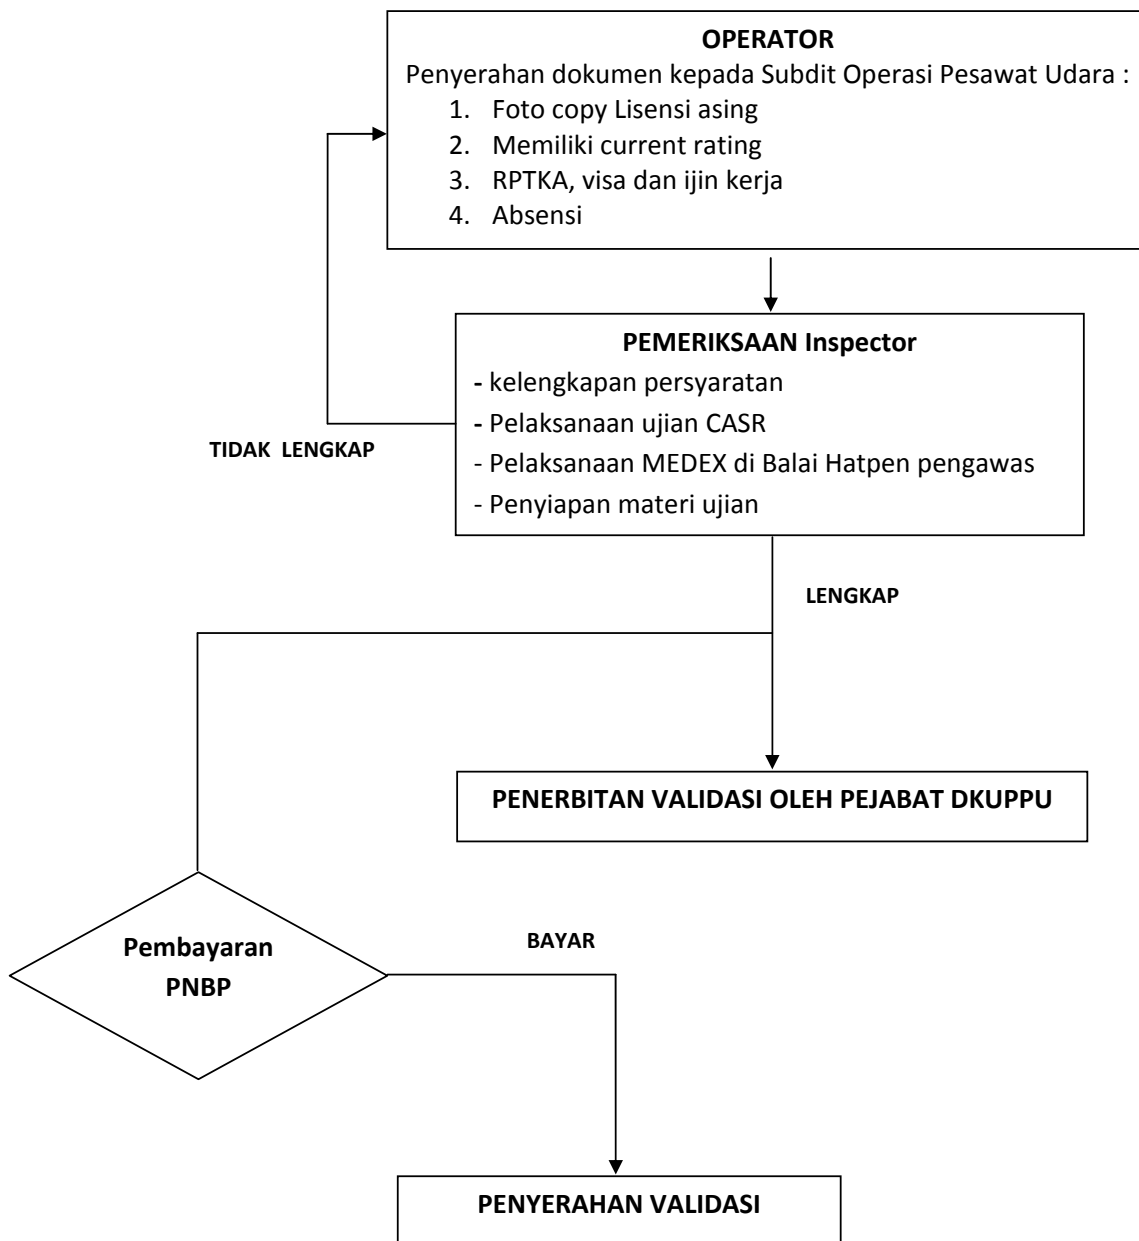 OPERATOR
Penyerahan dokumen kepada Subdit Operasi Pesawat Udara :
1. Foto copy Lisensi asing
2. Memiliki current rating
3. RPTKA, visa dan ijin kerja
4. Absensi
PEMERIKSAAN Inspector
- kelengkapan persyaratan
- Pelaksanaan ujian CASR
- Pelaksanaan MEDEX di Balai Hatpen pengawas
- Penyiapan materi ujian
TIDAK LENGKAP
LENGKAP
PENERBITAN VALIDASI OLEH PEJABAT DKUPPU
Pembayaran
PNBP
BAYAR
PENYERAHAN VALIDASI